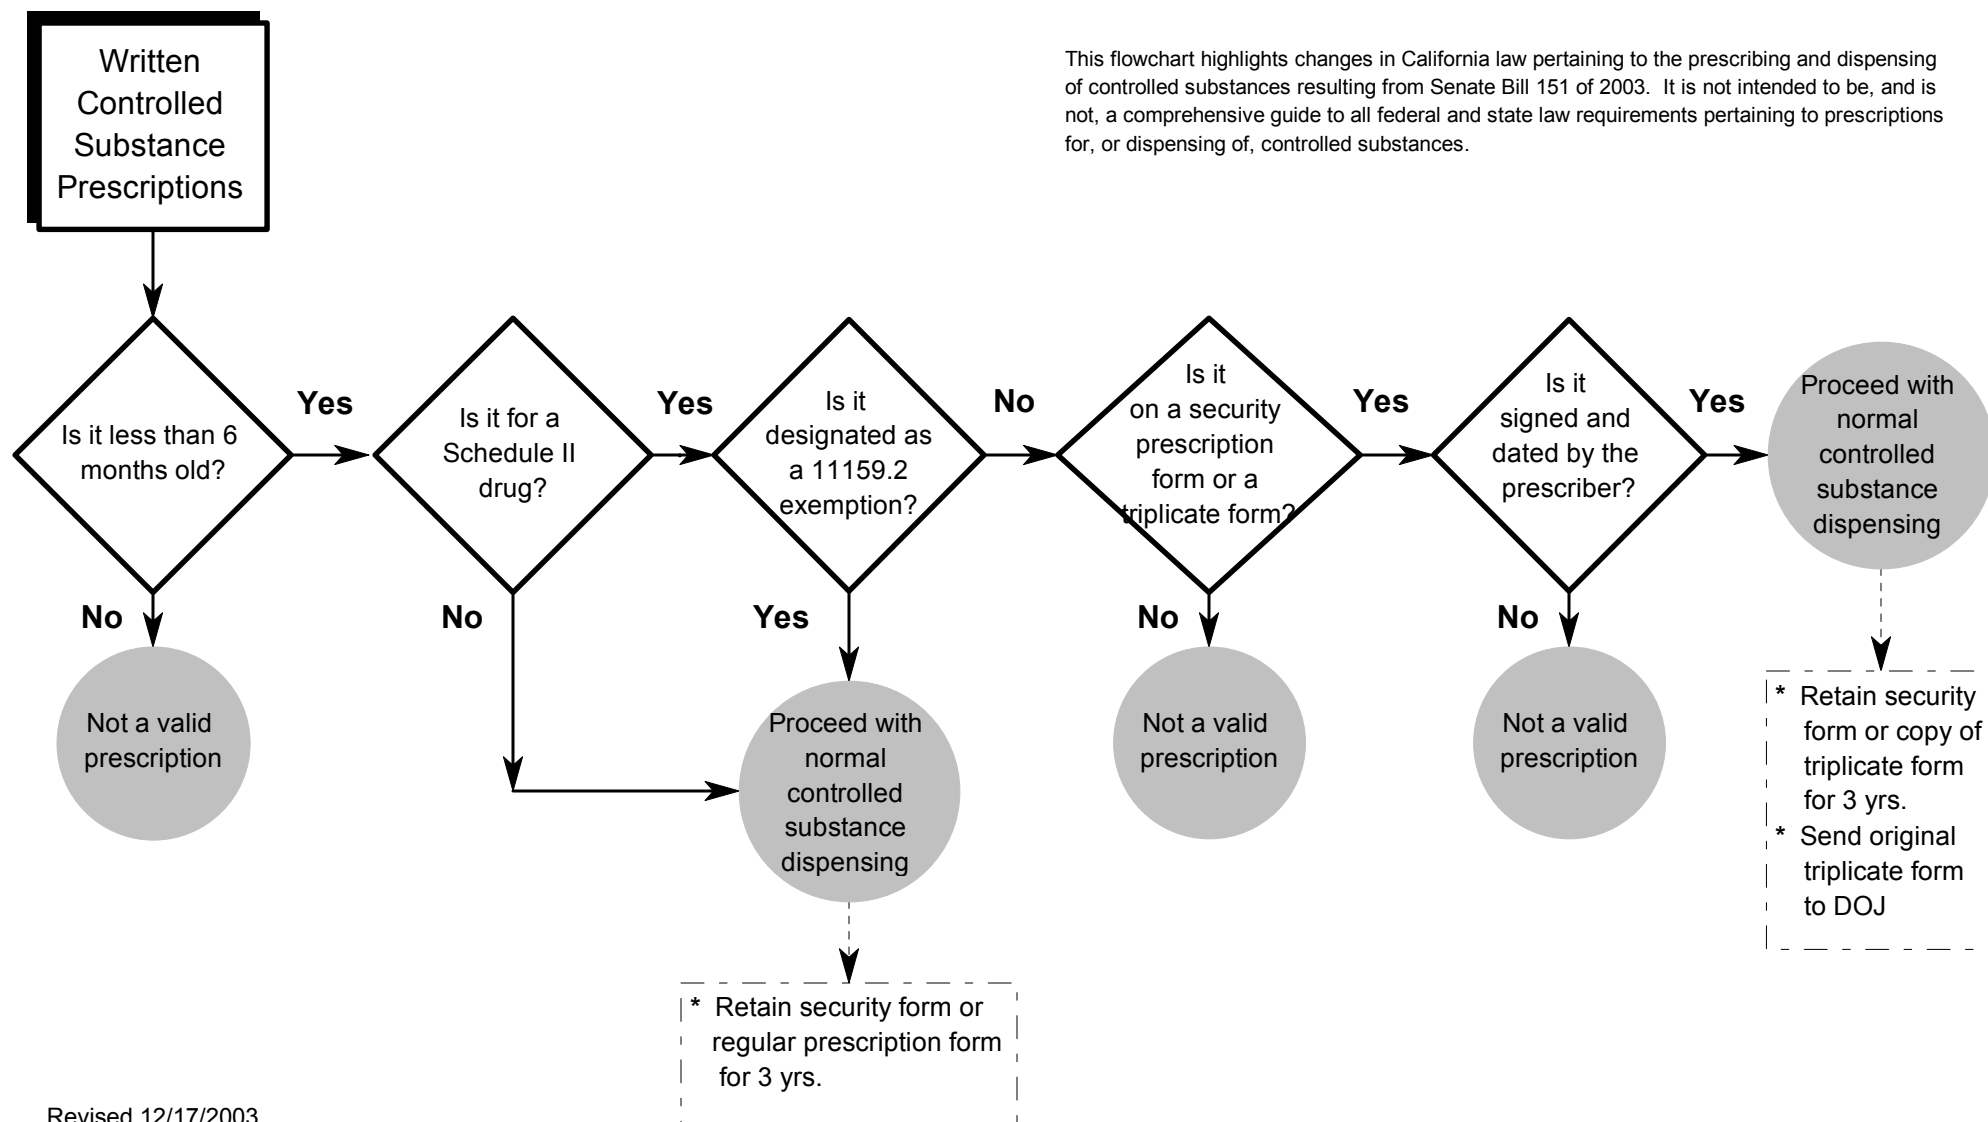 Written
Controlled
Substance
Prescriptions
This flowchart highlights changes in California law pertaining to the prescribing and dispensing
of controlled substances resulting from Senate Bill 151 of 2003.  It is not intended to be, and is
not, a comprehensive guide to all federal and state law requirements pertaining to prescriptions
for, or dispensing of, controlled substances.
Is it less than 6
months old?
Yes
No
Not a valid
prescription
Is it for a
Schedule II
drug?
Yes
No
Is it
designated as
a 11159.2
exemption?
No
Yes
Proceed with
normal
controlled
substance
dispensing
* Retain security form or
regular prescription form
for 3 yrs.
Is it
on a security
prescription
form or a
triplicate form?
Yes
No
Not a valid
prescription
Is it
signed and
dated by the
prescriber?
Yes
No
Not a valid
prescription
Proceed with
normal
controlled
substance
dispensing
* Retain security
form or copy of
triplicate form
for 3 yrs.
* Send original
triplicate form
to DOJ
Revised 12/17/2003